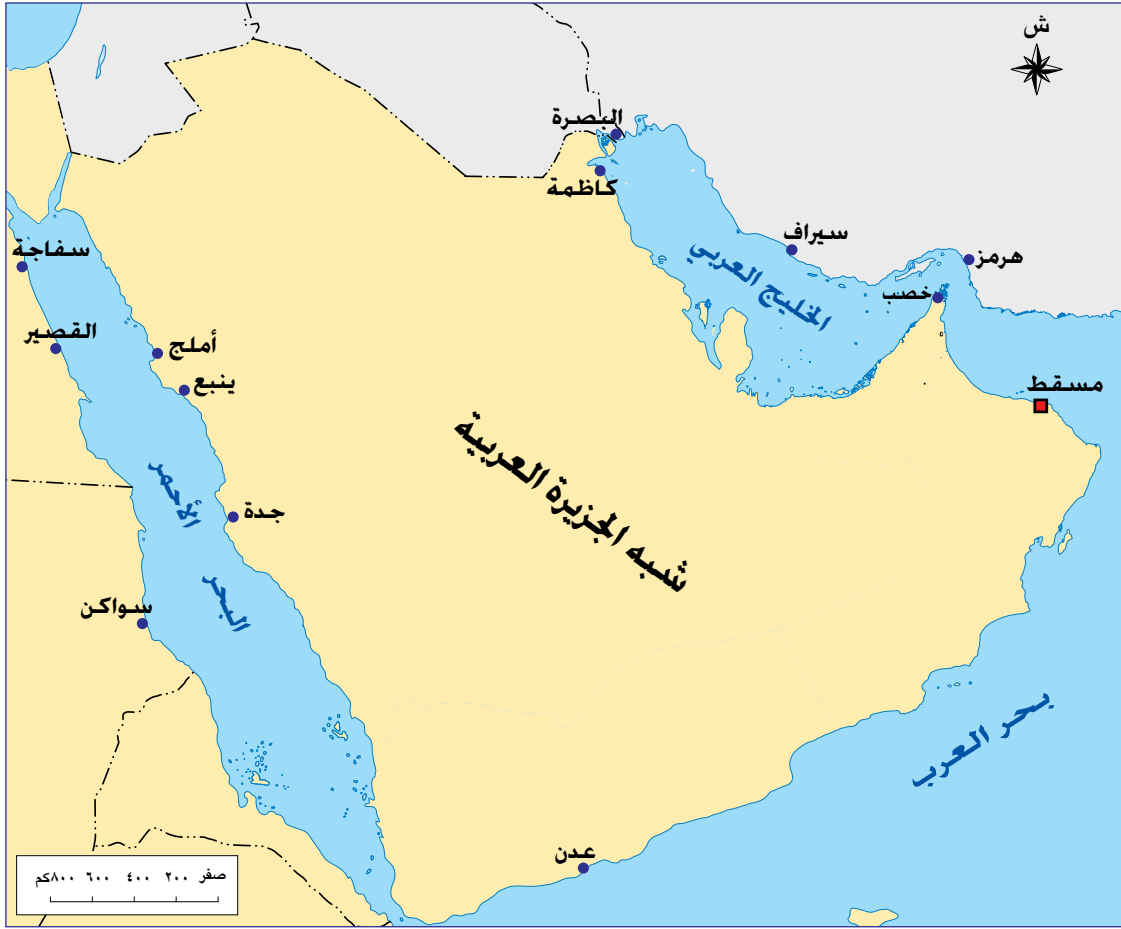 ش
البصرة
كاظمة
سيراف
هرمز
خصب
الخليج العربي
مسقط
سفاجة
القصير
أملج
ينبع
شبه الجزيرة العربية
البحر الأحمر
جدة
سواكن
بحر العرب
عدن
صفر ٢٠٠ ٤٠٠ ٦٠٠ ٨٠٠كم